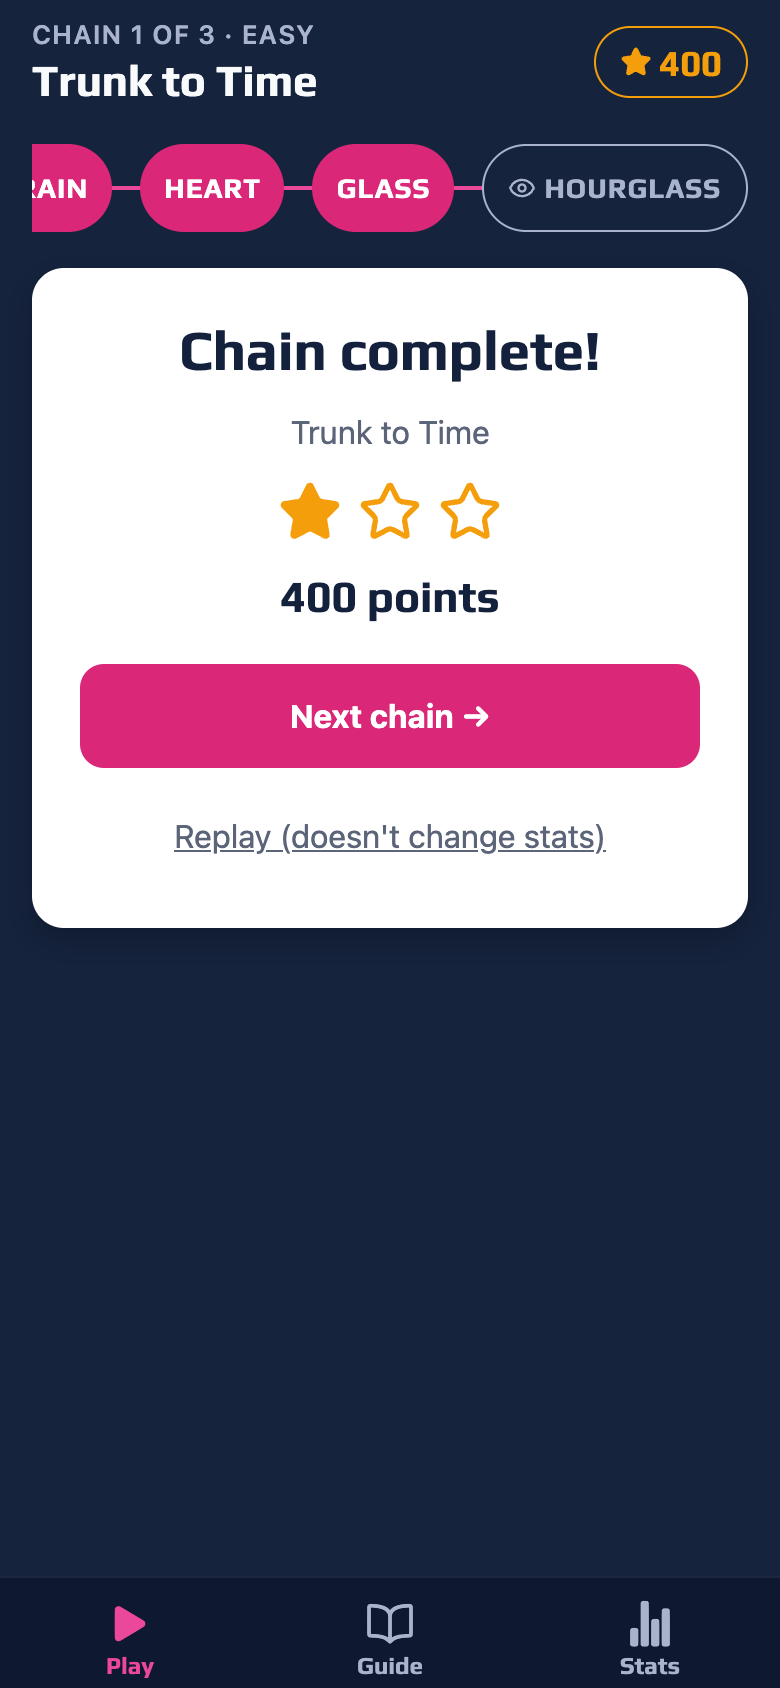 CHAIN 1 OF 3 · EASY
Trunk to Time
400
HEART
GLASS
HOURGLASS
Chain complete!
Trunk to Time
400 points
Next chain →
Replay (doesn't change stats)
Play
Guide
Stats